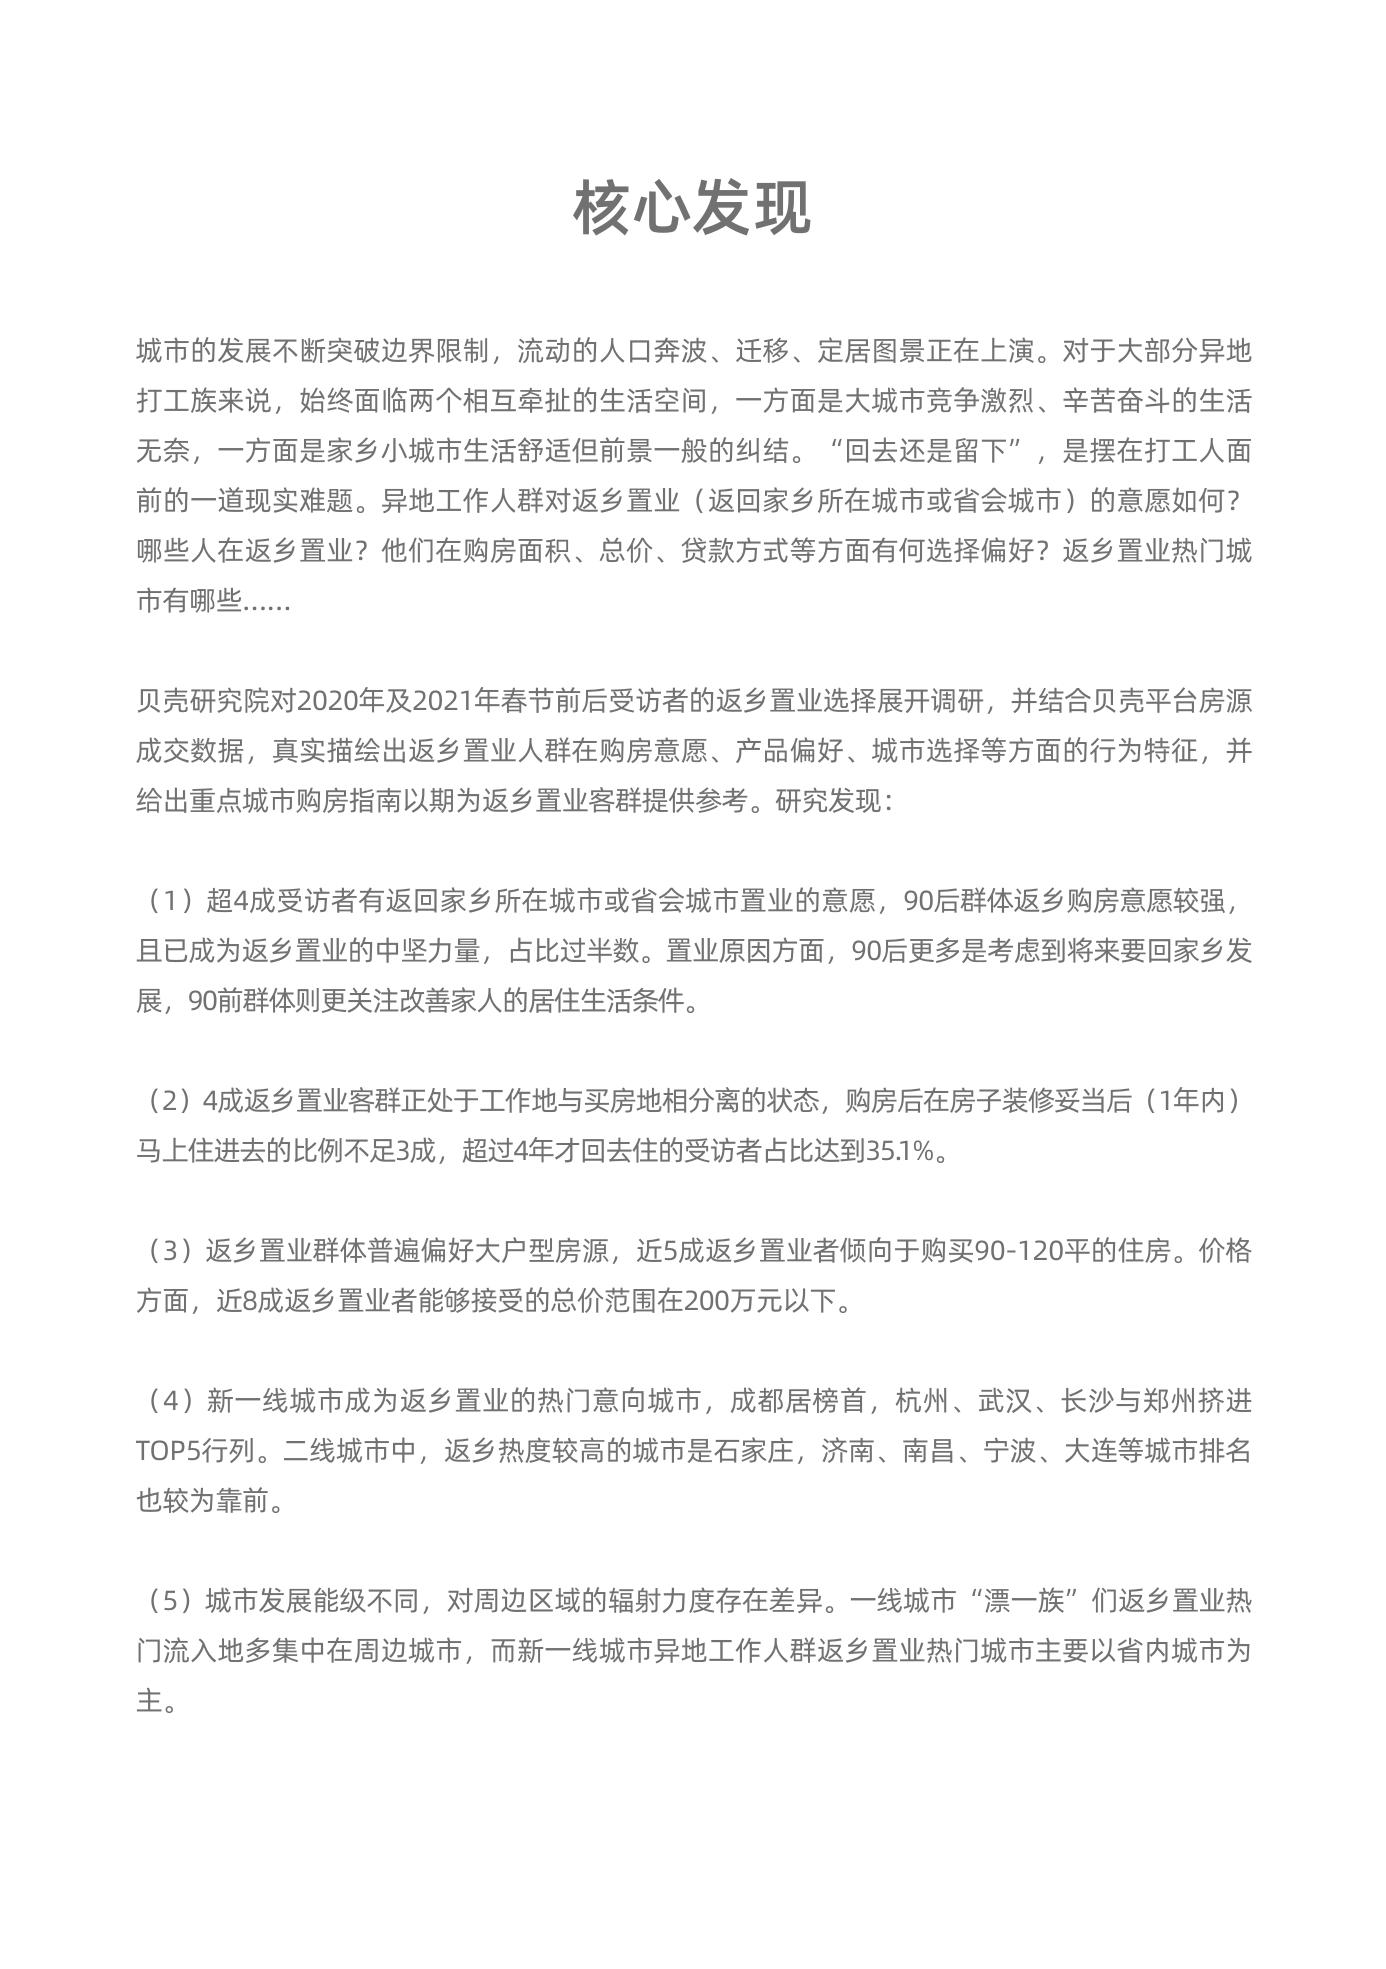 核心发现
城市的发展不断突破边界限制，流动的人口奔波、迁移、定居图景正在上演。对于大部分异地
打工族来说，始终面临两个相互牵扯的生活空间，一方面是大城市竞争激烈、辛苦奋斗的生活
无奈，一方面是家乡小城市生活舒适但前景一般的纠结。“回去还是留下”，是摆在打工人面
前的一道现实难题。异地工作人群对返乡置业（返回家乡所在城市或省会城市）的意愿如何？
哪些人在返乡置业？他们在购房面积、总价、贷款方式等方面有何选择偏好？返乡置业热门城
市有哪些......
贝壳研究院对2020年及2021年春节前后受访者的返乡置业选择展开调研，并结合贝壳平台房源
成交数据，真实描绘出返乡置业人群在购房意愿、产品偏好、城市选择等方面的行为特征，并
给出重点城市购房指南以期为返乡置业客群提供参考。研究发现：
（1）超4成受访者有返回家乡所在城市或省会城市置业的意愿，90后群体返乡购房意愿较强，
且已成为返乡置业的中坚力量，占比过半数。置业原因方面，90后更多是考虑到将来要回家乡发
展，90前群体则更关注改善家人的居住生活条件。
（2）4成返乡置业客群正处于工作地与买房地相分离的状态，购房后在房子装修妥当后（1年内）
马上住进去的比例不足3成，超过4年才回去住的受访者占比达到35.1%。
（3）返乡置业群体普遍偏好大户型房源，近5成返乡置业者倾向于购买90-120平的住房。价格
方面，近8成返乡置业者能够接受的总价范围在200万元以下。
（4）新一线城市成为返乡置业的热门意向城市，成都居榜首，杭州、武汉、长沙与郑州挤进
TOP5行列。二线城市中，返乡热度较高的城市是石家庄，济南、南昌、宁波、大连等城市排名
也较为靠前。
（5）城市发展能级不同，对周边区域的辐射力度存在差异。一线城市“漂一族”们返乡置业热
门流入地多集中在周边城市，而新一线城市异地工作人群返乡置业热门城市主要以省内城市为
主。